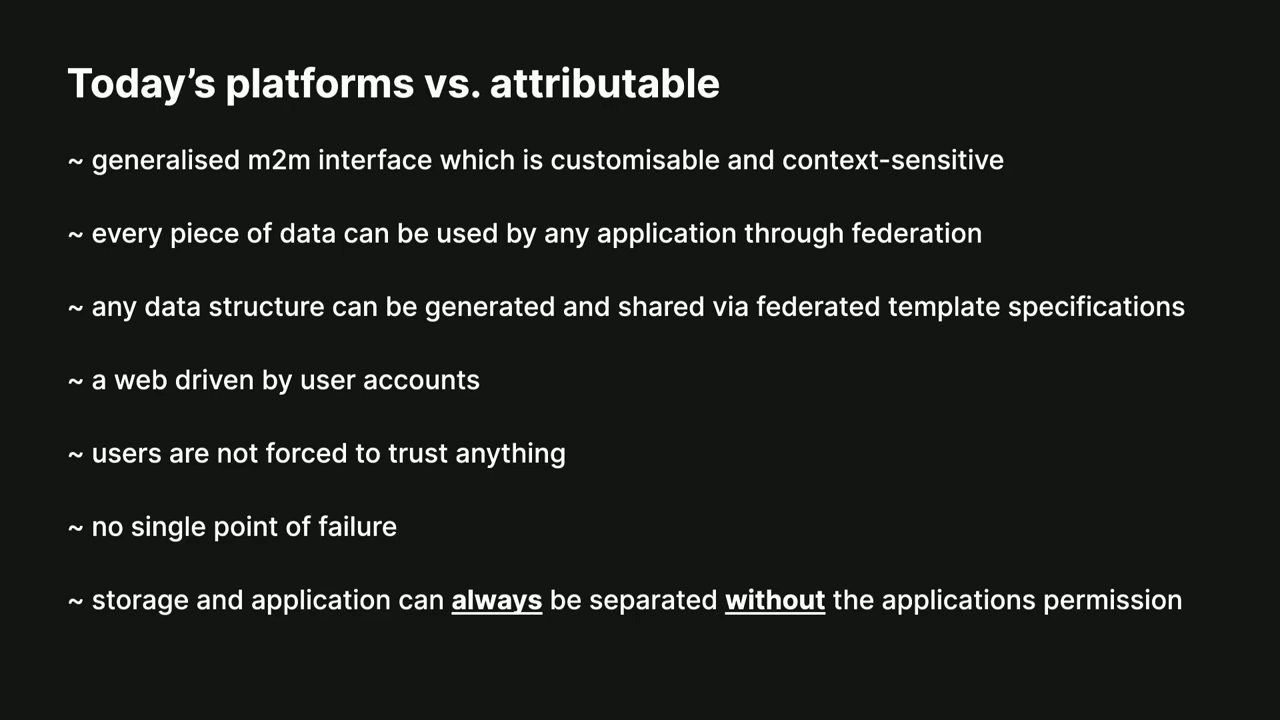 Today’s platforms vs. attributable
~ generalised m2m interface which is customisable and context-sensitive
~ every piece of data can be used by any application through federation
~ any data structure can be generated and shared via federated template specifications
~ a web driven by user accounts
~ users are not forced to trust anything
~ no single point of failure
~ storage and application can always be separated without the applications permission